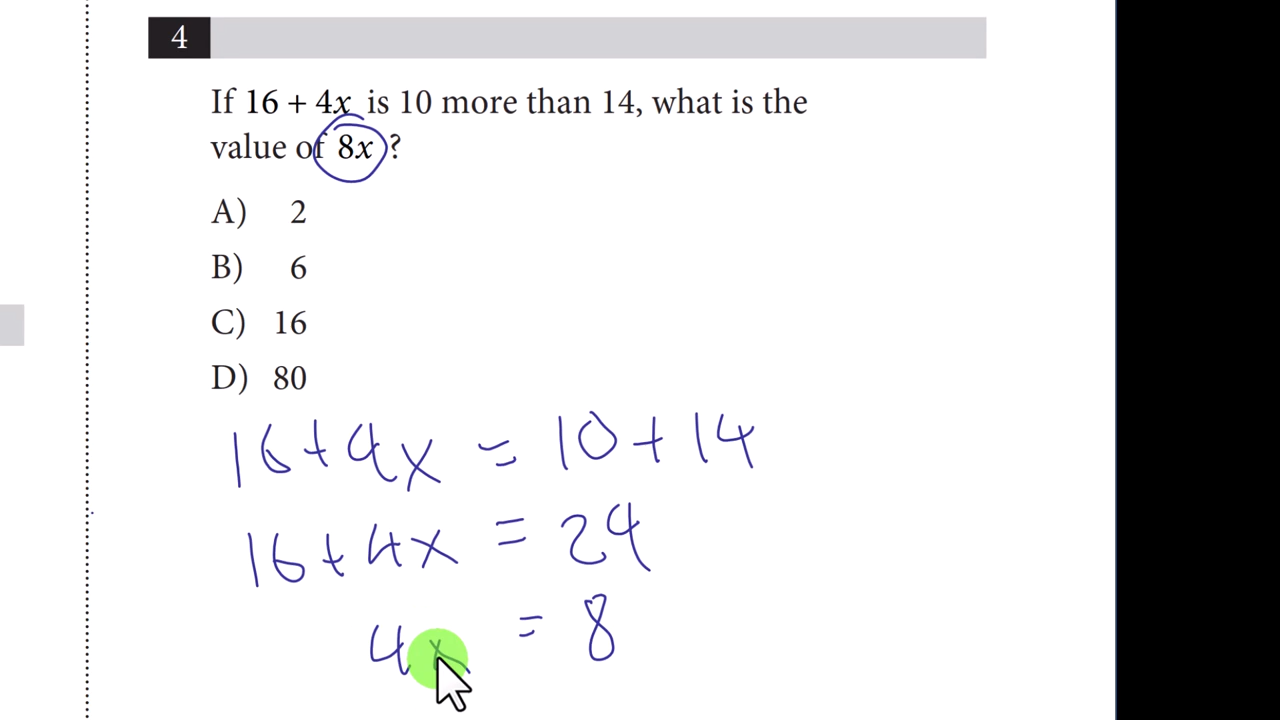 4
If 16 + 4x is 10 more than 14, what is the
value of 8x ?
A) 2
B) 6
C) 16
D) 80
16+4x = 10+14
16+4x = 24
4x = 8